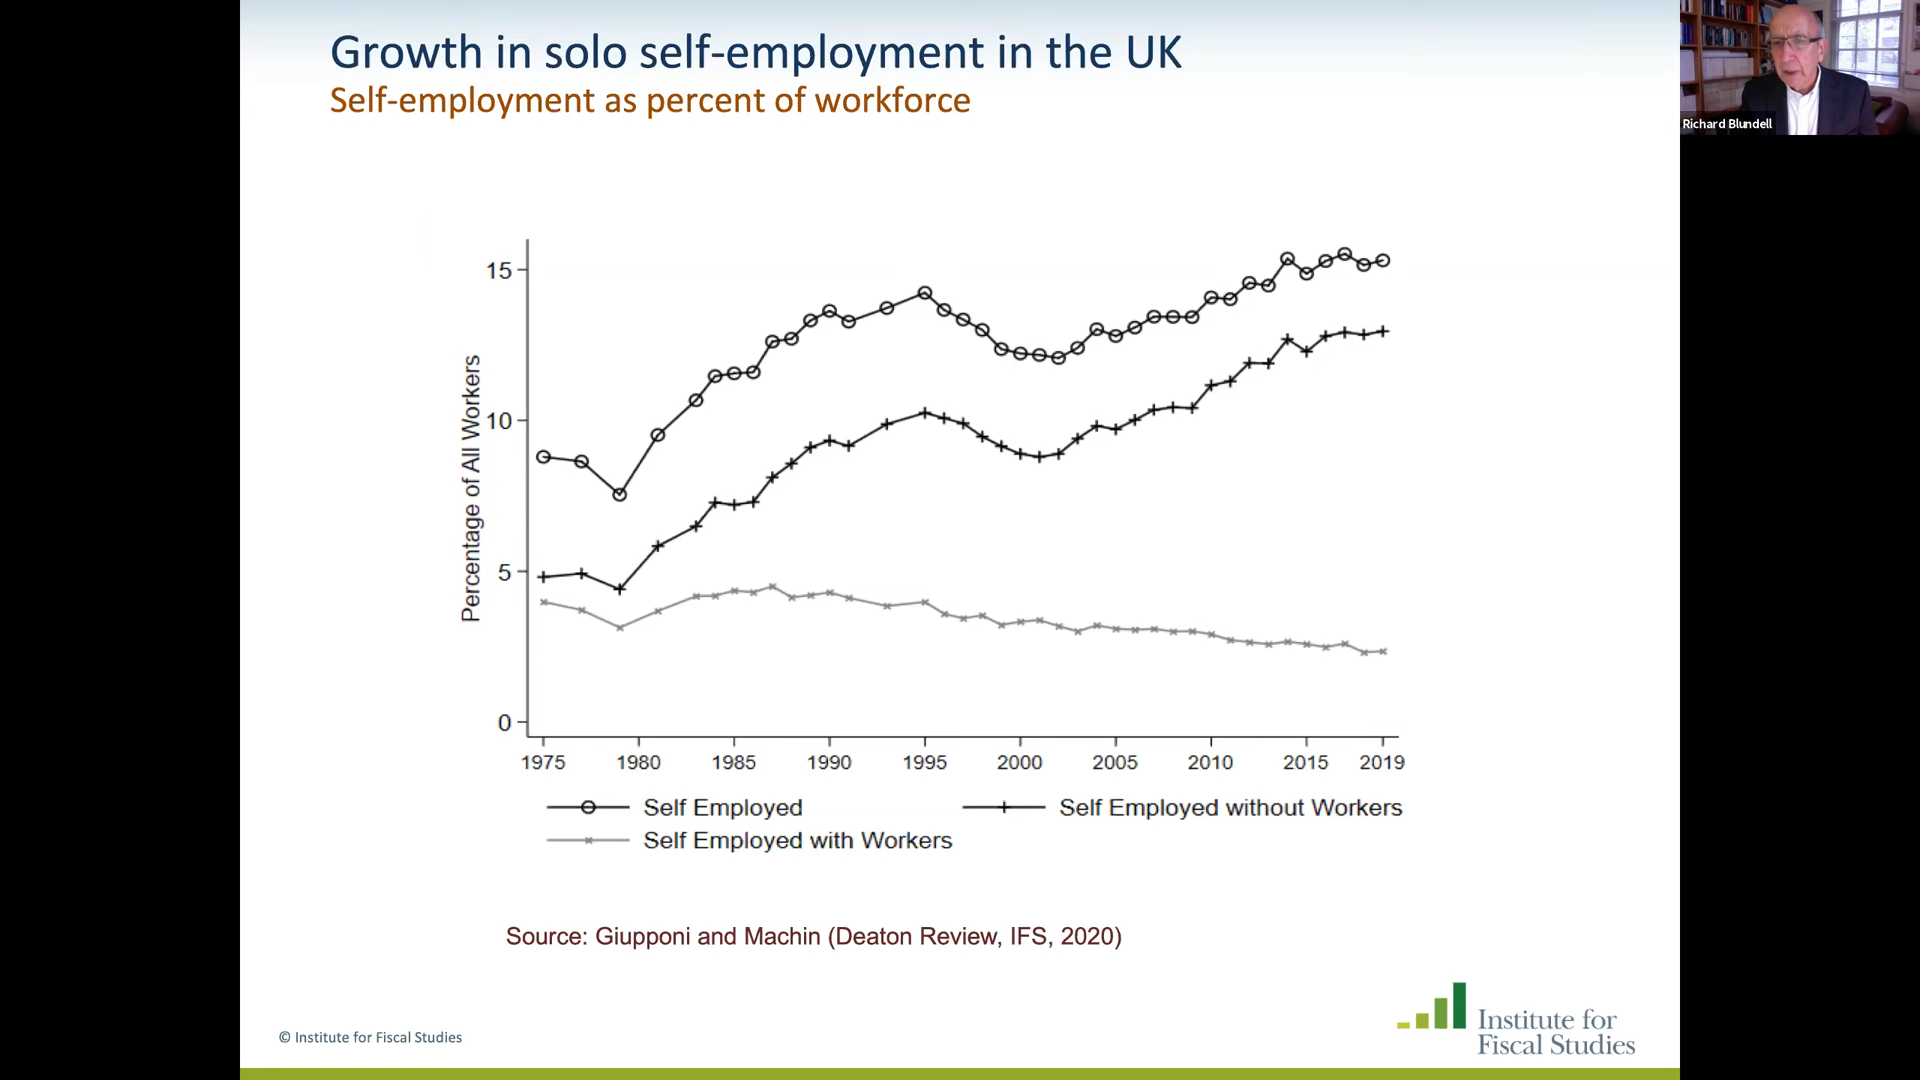 Growth in solo self-employment in the UK
Self-employment as percent of workforce
Richard Blundell
Percentage of All Workers
15
10
5
0
1975 1980 1985 1990 1995 2000 2005 2010 2015 2019
Self Employed
Self Employed without Workers
Self Employed with Workers
Source: Giupponi and Machin (Deaton Review, IFS, 2020)
© Institute for Fiscal Studies
Institute for
Fiscal Studies